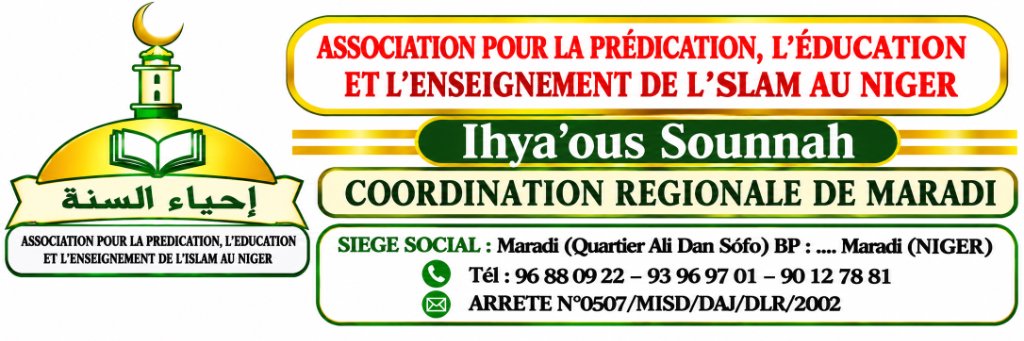 إحياء السنة
ASSOCIATION POUR LA PREDICATION, L'EDUCATION
ET L'ENSEIGNEMENT DE L'ISLAM AU NIGER
ASSOCIATION POUR LA PRÉDICATION, L'ÉDUCATION
ET L'ENSEIGNEMENT DE L'SLAM AU NIGER
Ihya'ous Sounnah
COORDINATION REGIONALE DE MARADI
SIEGE SOCIAL : Maradi (Quartier Ali Dan Sófo) BP : .... Maradi (NIGER)
Tél : 96 88 09 22 – 93 96 97 01 – 90 12 78 81
ARRETE N°0507/MISD/DAJ/DLR/2002